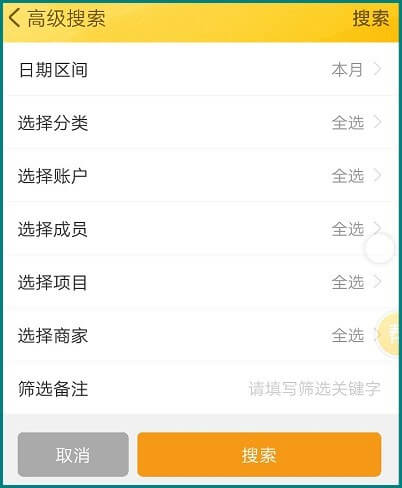 高级搜索 搜索
日期区间 本月
选择分类 全选
选择账户 全选
选择成员 全选
选择项目 全选
选择商家 全选
筛选备注 请填写筛选关键字
取消 搜索